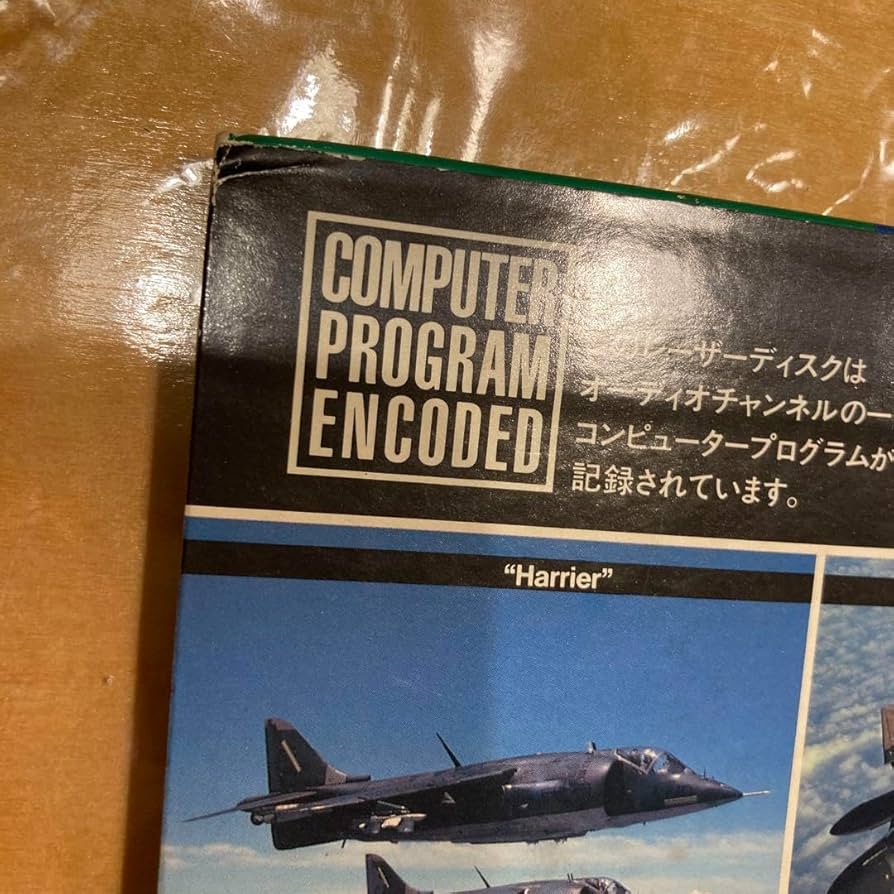 COMPUTER
PROGRAM
ENCODED
レーザーディスクは
オーディオチャンネルの一
コンピュータープログラムが
記録されています。
“Harrier”